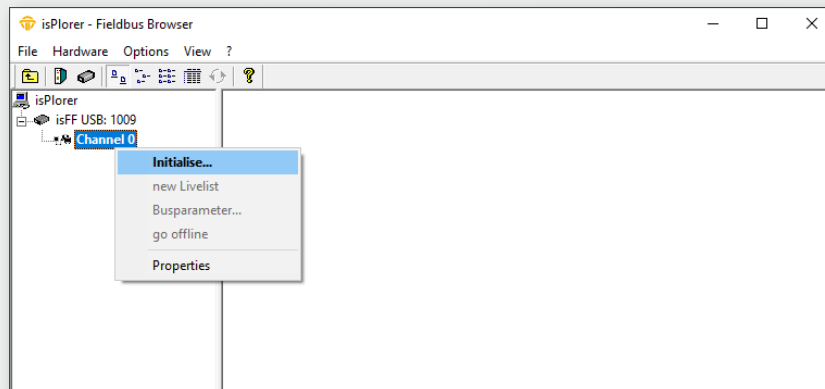 isPlorer - Fieldbus Browser
File Hardware Options View ?
isPlorer
isFF USB: 1009
Channel 0
Initialise...
new Livelist
Busparameter...
go offline
Properties